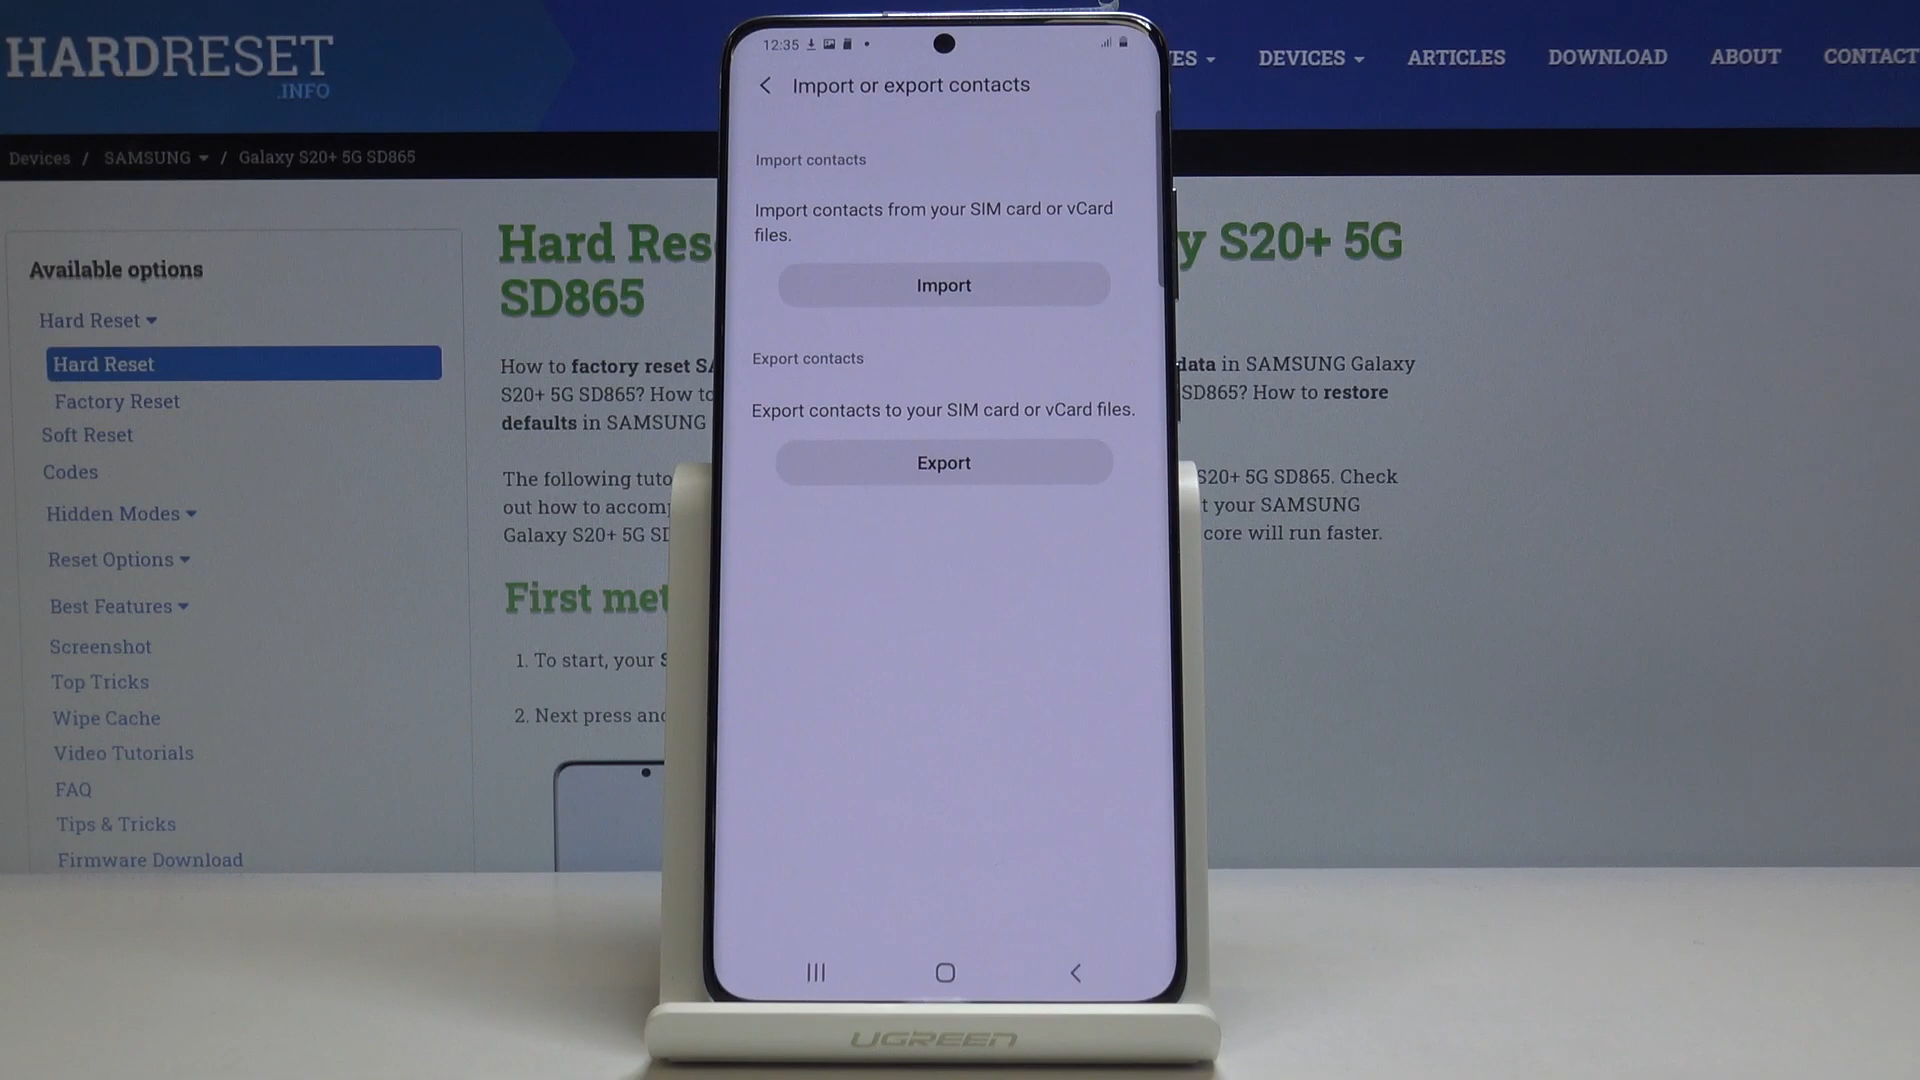 HARDRESET
.INFO
DEVICES
ARTICLES
DOWNLOAD
ABOUT
CONTACT
Devices / SAMSUNG / Galaxy S20+ 5G SD865
Available options
Hard Reset
Hard Reset
Factory Reset
Soft Reset
Codes
Hidden Modes
Reset Options
Best Features
Screenshot
Top Tricks
Wipe Cache
Video Tutorials
FAQ
Tips & Tricks
Firmware Download
Hard Res
y S20+ 5G
SD865
How to factory reset SA
data in SAMSUNG Galaxy
S20+ 5G SD865? How to
SD865? How to restore
defaults in SAMSUNG
The following tuto
S20+ 5G SD865. Check
out how to accom
t your SAMSUNG
Galaxy S20+ 5G SD
core will run faster.
First met
1. To start, your S
2. Next press and
12:35
Import or export contacts
Import contacts
Import contacts from your SIM card or vCard
files.
Import
Export contacts
Export contacts to your SIM card or vCard files.
Export
UGREEN